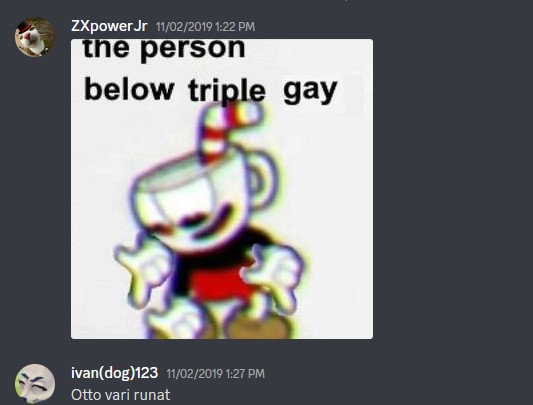 ZXpowerJr 11/02/2019 1:22 PM
the person
below triple gay
ivan(dog)123 11/02/2019 1:27 PM
Otto vari runat